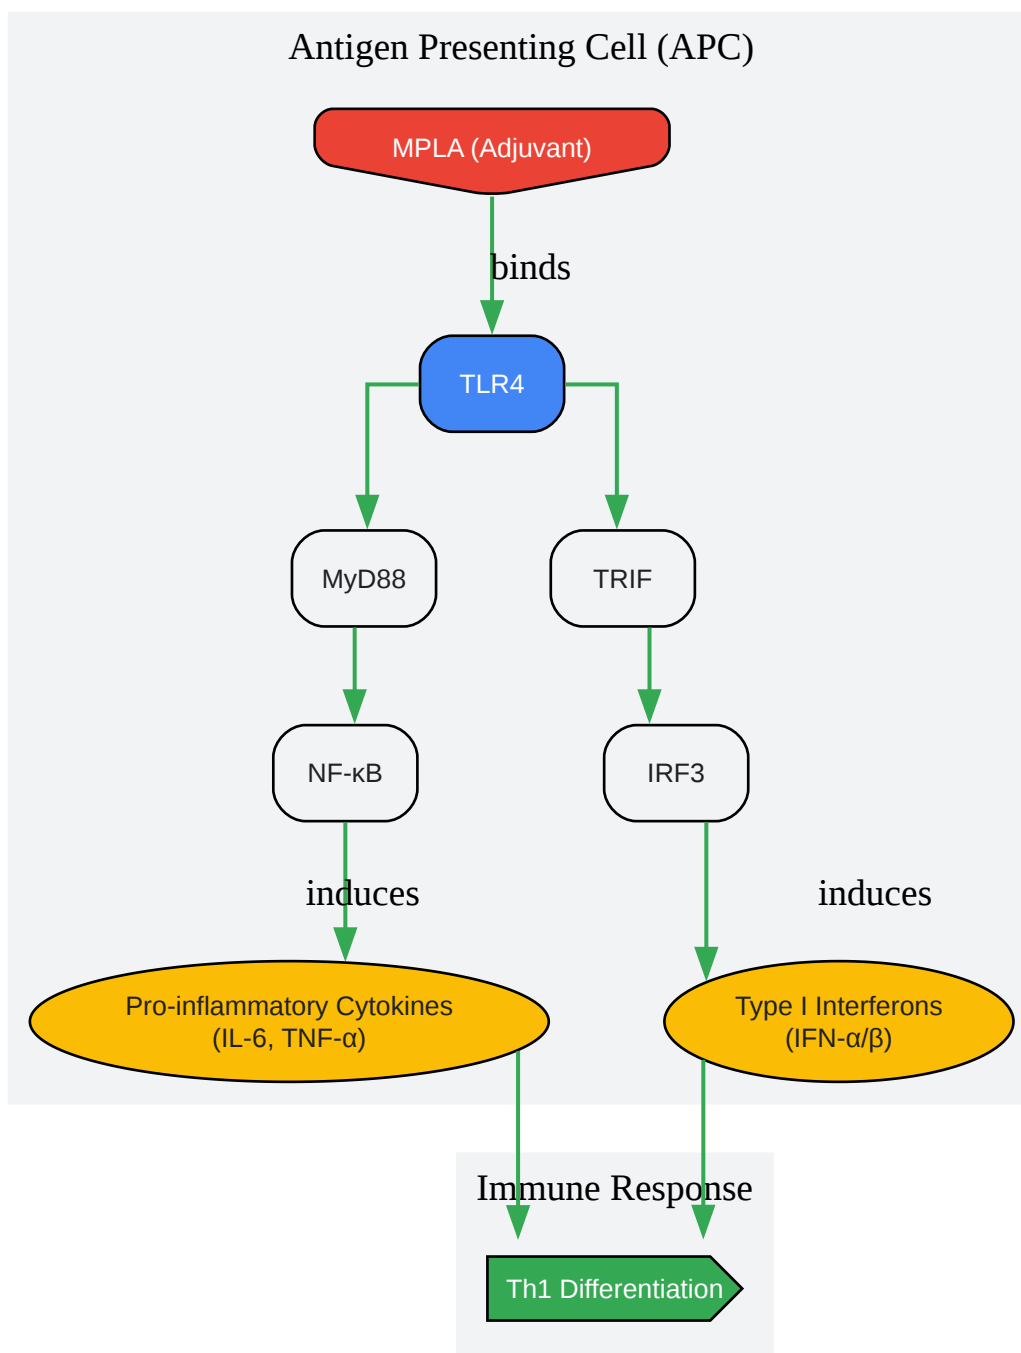 Antigen Presenting Cell (APC)
MPLA (Adjuvant)
binds
TLR4
MyD88
TRIF
NF-κB
IRF3
induces
induces
Pro-inflammatory Cytokines
(IL-6, TNF-α)
Type I Interferons
(IFN-α/β)
Immune Response
Th1 Differentiation